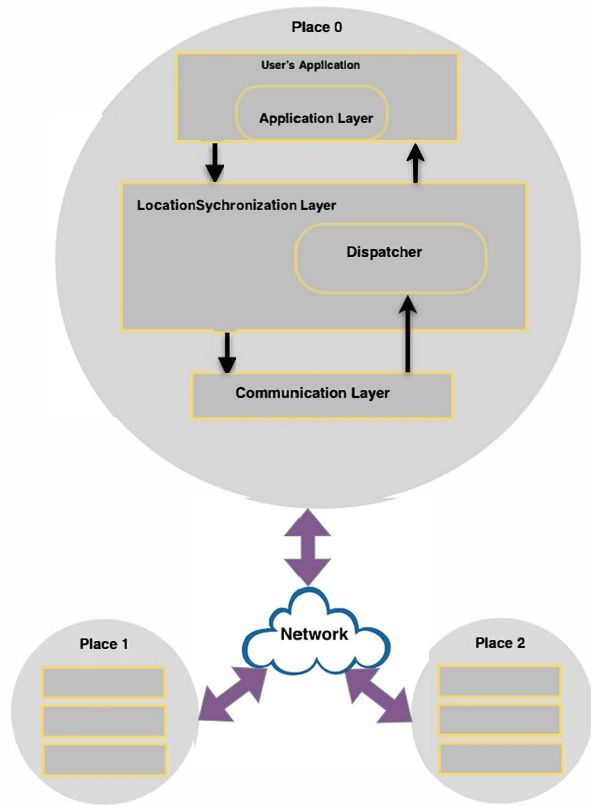 Place 0
User's Application
Application Layer
LocationSychronization Layer
Dispatcher
Communication Layer
Network
Place 1
Place 2